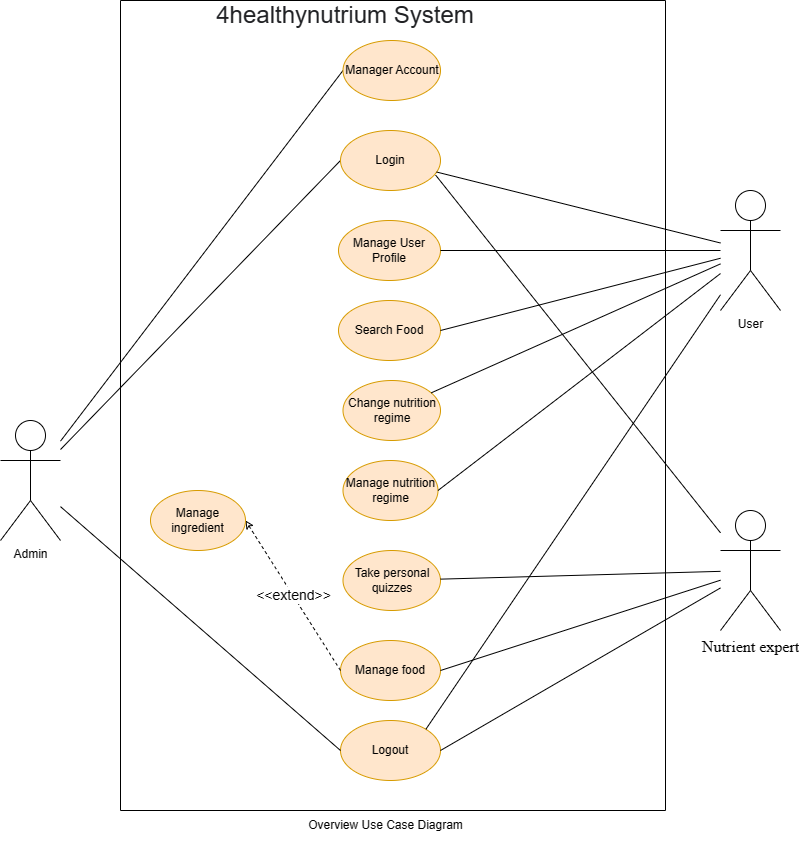 4healthynutrium System
Manager Account
Login
Manage User
Profile
User
Search Food
Change nutrition
regime
Manage nutrition
regime
Admin
Manage
ingredient
Take personal
quizzes
<<extend>>
Nutrient expert
Manage food
Logout
Overview Use Case Diagram